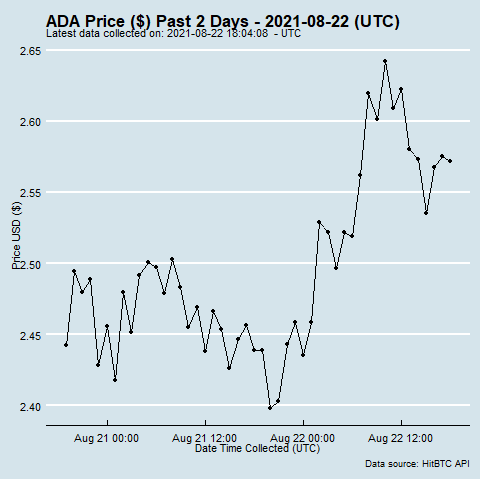 ADA Price ($) Past 2 Days - 2021-08-22 (UTC)
Latest data collected on: 2021-08-22 18:04:08  - UTC
2.65
2.60
2.55
2.50
2.45
2.40
Price USD ($)
Aug 21 00:00
Aug 21 12:00
Aug 22 00:00
Aug 22 12:00
Date Time Collected (UTC)
Data source: HitBTC API